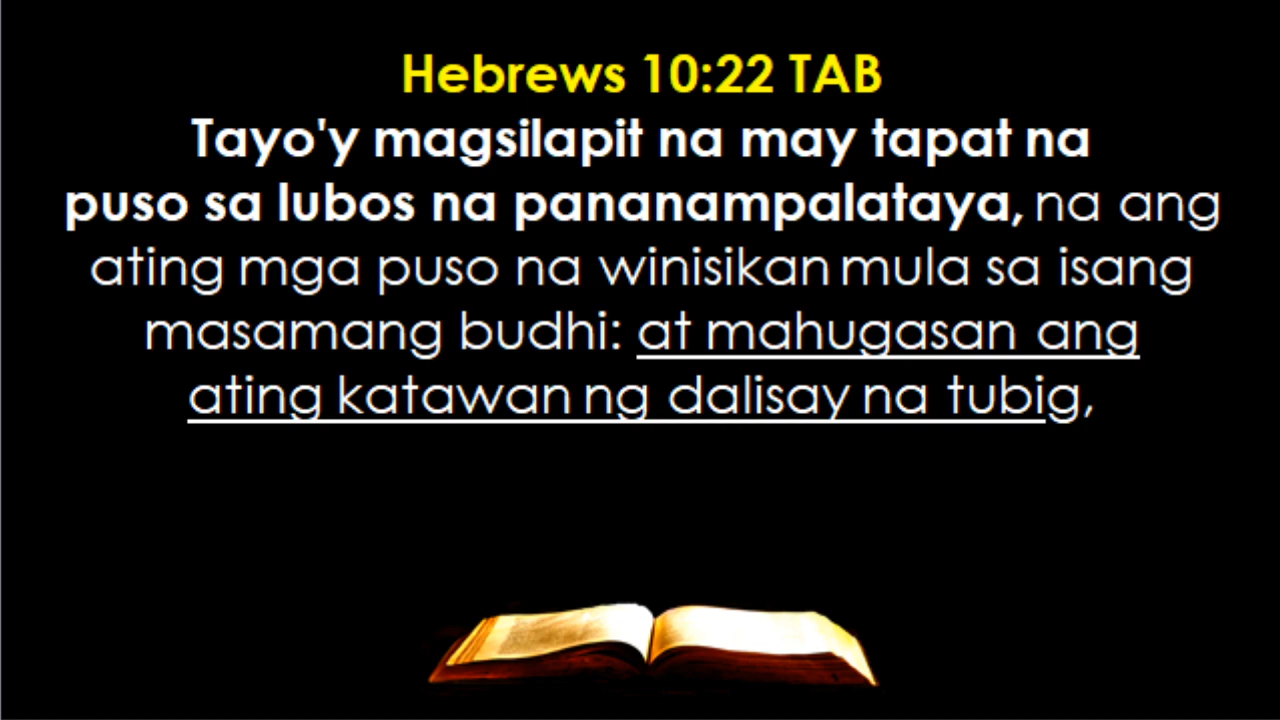 Hebrews 10:22 TAB
Tayo'y magsilapit na may tapat na
puso sa lubos na pananampalataya, na ang
ating mga puso na winisikan mula sa isang
masamang budhi: at mahugasan ang
ating katawan ng dalisay na tubig,